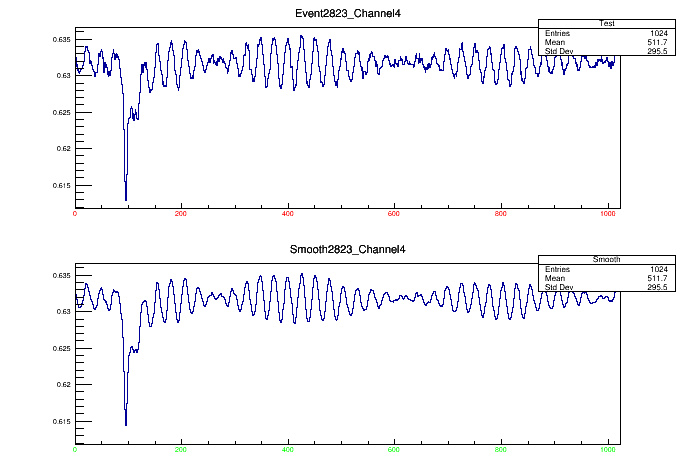 Event2823_Channel4
Test
Entries 1024
Mean 511.7
Std Dev 295.5
0.635
0.63
0.625
0.62
0.615
0 200 400 600 800 1000
Smooth2823_Channel4
Smooth
Entries 1024
Mean 511.7
Std Dev 295.5
0.635
0.63
0.625
0.62
0.615
0 200 400 600 800 1000